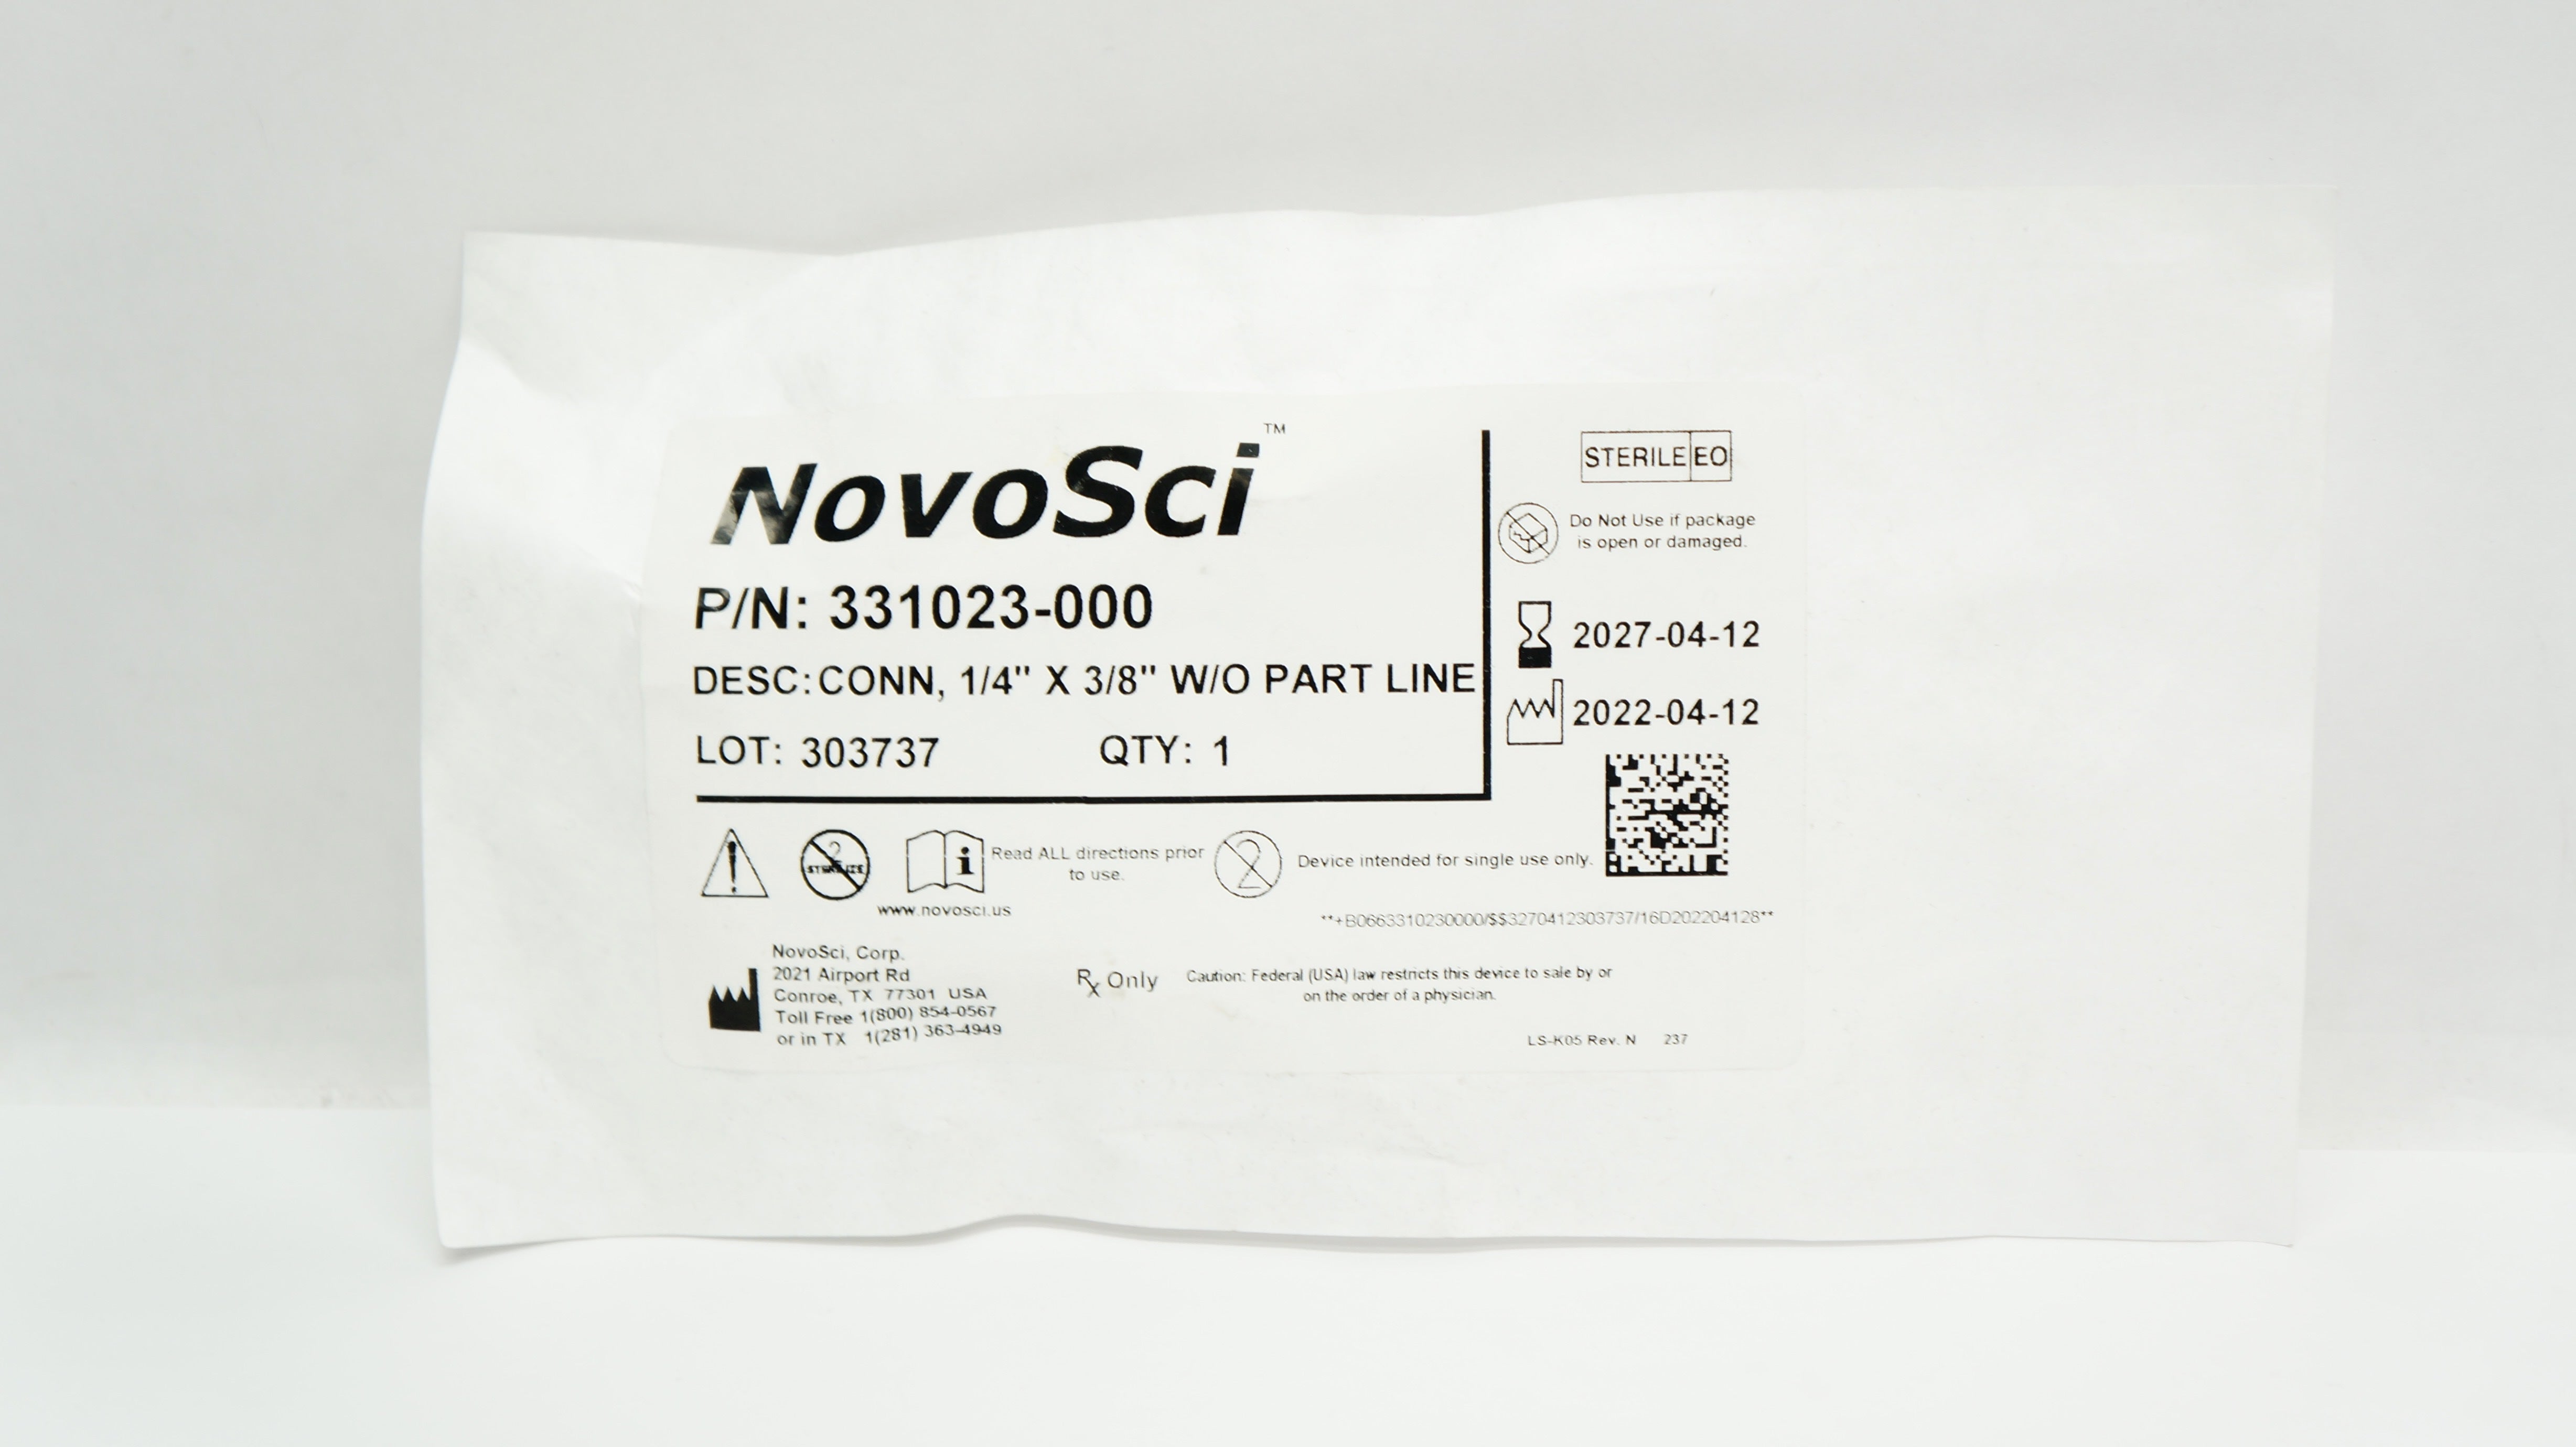 NovoSci™
P/N: 331023-000
DESC: CONN, 1/4" X 3/8" W/O PART LINE
LOT: 303737 QTY: 1
STERILE EO
Do Not Use if package
is open or damaged.
2027-04-12
2022-04-12
2
STERILIZE
i
Read ALL directions prior
to use.
www.novosci.us
2
Device intended for single use only.
**+B0663310230000/$$3270412303737/16D202204128**
NovoSci, Corp.
2021 Airport Rd
Conroe, TX 77301 USA
Toll Free 1(800) 854-0567
or in TX 1(281) 363-4949
Rx Only
Caution: Federal (USA) law restricts this device to sale by or
on the order of a physician.
LS-K05 Rev. N 237